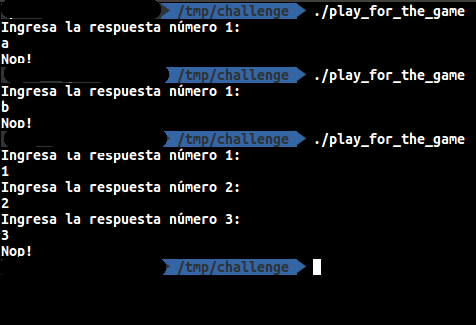 /tmp/challenge ./play_for_the_game
Ingresa la respuesta número 1:
a
Nop!
/tmp/challenge ./play_for_the_game
Ingresa la respuesta número 1:
b
Nop!
/tmp/challenge ./play_for_the_game
Ingresa la respuesta número 1:
1
Ingresa la respuesta número 2:
2
Ingresa la respuesta número 3:
3
Nop!
/tmp/challenge